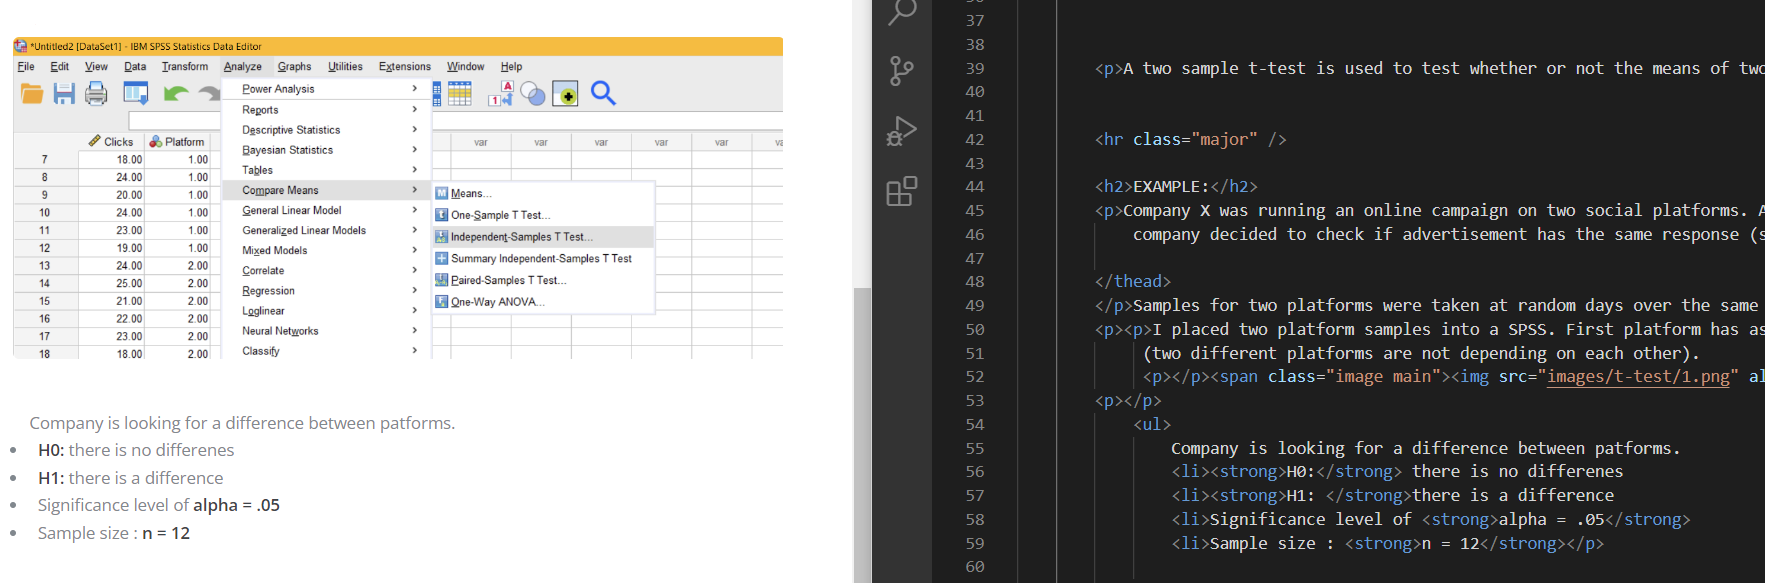 *Untitled2 [DataSet1] - IBM SPSS Statistics Data Editor
File Edit View Data Transform Analyze Graphs Utilities Extensions Window Help
Power Analysis
Reports
Descriptive Statistics
Bayesian Statistics
Tables
Compare Means
General Linear Model
Generalized Linear Models
Mixed Models
Correlate
Regression
Loglinear
Neural Networks
Classify
Means...
One-Sample T Test...
Independent-Samples T Test...
Summary Independent-Samples T Test
Paired-Samples T Test...
One-Way ANOVA...
Clicks Platform var var var var var
7 18.00 1.00
8 24.00 1.00
9 20.00 1.00
10 24.00 1.00
11 23.00 1.00
12 19.00 1.00
13 24.00 2.00
14 25.00 2.00
15 21.00 2.00
16 22.00 2.00
17 23.00 2.00
18 18.00 2.00
Company is looking for a difference between patforms.
H0: there is no differenes
H1: there is a difference
Significance level of alpha = .05
Sample size : n = 12
37
38
39 <p>A two sample t-test is used to test whether or not the means of two
40
41
42 <hr class="major" />
43
44 <h2>EXAMPLE:</h2>
45 <p>Company X was running an online campaign on two social platforms. A
46 company decided to check if advertisement has the same response (s
47
48 </thead>
49 </p>Samples for two platforms were taken at random days over the same
50 <p><p>I placed two platform samples into a SPSS. First platform has as
51 (two different platforms are not depending on each other).
52 <p></p><span class="image main"><img src="images/t-test/1.png" al
53 <p></p>
54 <ul>
55 Company is looking for a difference between patforms.
56 <li><strong>H0:</strong> there is no differenes
57 <li><strong>H1: </strong>there is a difference
58 <li>Significance level of <strong>alpha = .05</strong>
59 <li>Sample size : <strong>n = 12</strong></p>
60